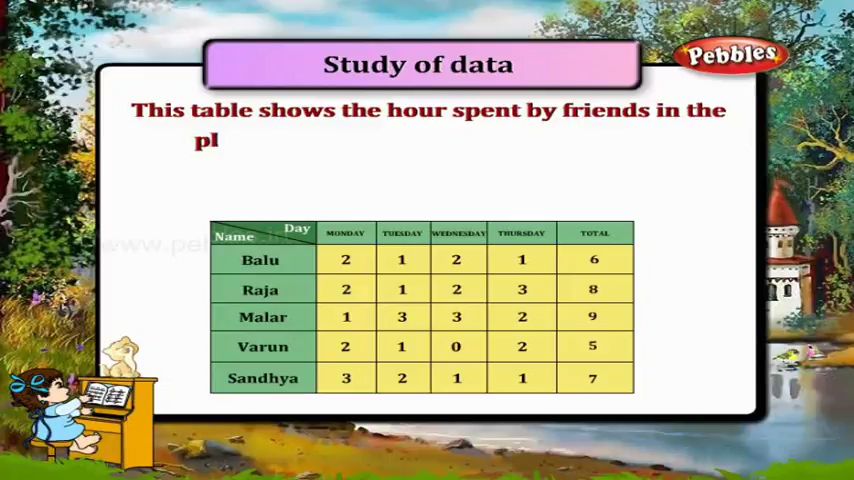 Study of data
Pebbles
This table shows the hour spent by friends in the
pl
Day
Name MONDAY TUESDAY WEDNESDAY THURSDAY TOTAL
Balu 2 1 2 1 6
Raja 2 1 2 3 8
Malar 1 3 3 2 9
Varun 2 1 0 2 5
Sandhya 3 2 1 1 7